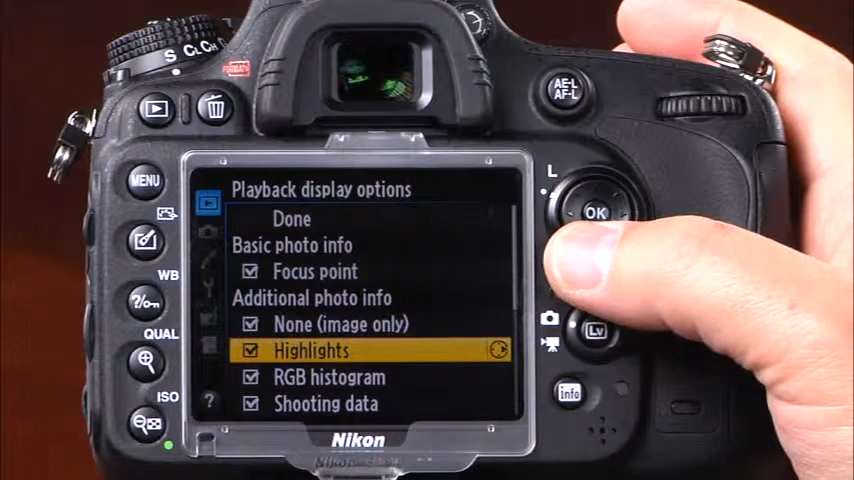 S CL CH
FORMAT
AE-L
AF-L
MENU
L
OK
Playback display options
Done
Basic photo info
Focus point
Additional photo info
None (image only)
Highlights
RGB histogram
Shooting data
?
WB
?/
QUAL
ISO
Lv
info
Nikon